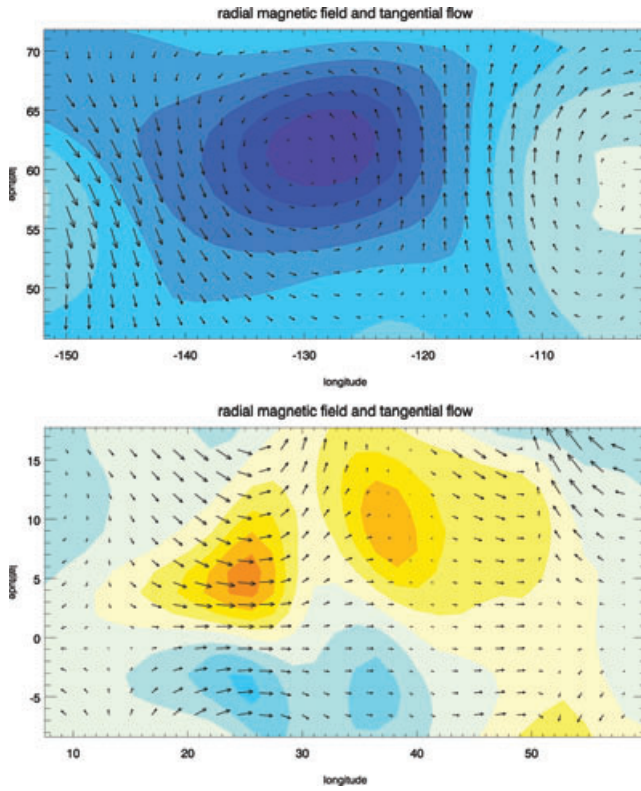 radial magnetic field and tangential flow
70
65
60
55
50
latitude
-150 -140 -130 -120 -110
longitude
radial magnetic field and tangential flow
15
10
5
0
-5
latitude
10 20 30 40 50
longitude